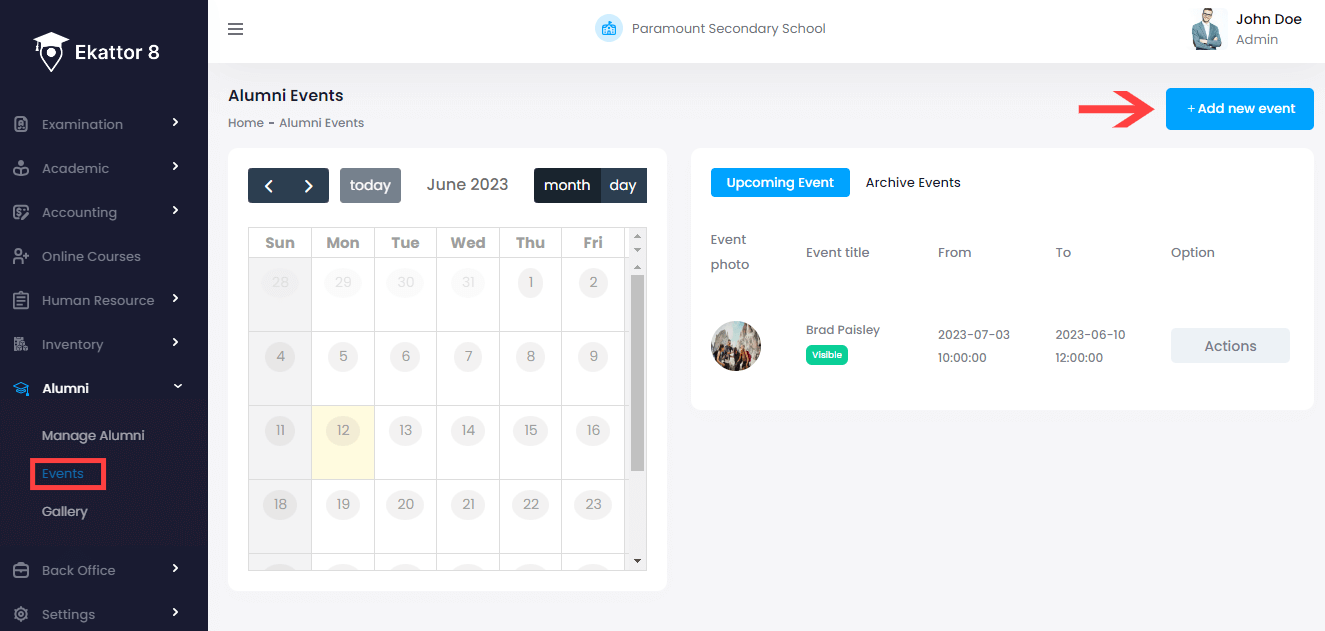 Ekattor 8
Examination
Academic
Accounting
Online Courses
Human Resource
Inventory
Alumni
Manage Alumni
Events
Gallery
Back Office
Settings
Paramount Secondary School
John Doe
Admin
Alumni Events
Home - Alumni Events
+ Add new event
today
June 2023
month day
Sun Mon Tue Wed Thu Fri
28 29 30 31 1 2
4 5 6 7 8 9
11 12 13 14 15 16
18 19 20 21 22 23
Upcoming Event Archive Events
Event
photo
Event title
From
To
Option
Brad Paisley
Visible
2023-07-03
10:00:00
2023-06-10
12:00:00
Actions